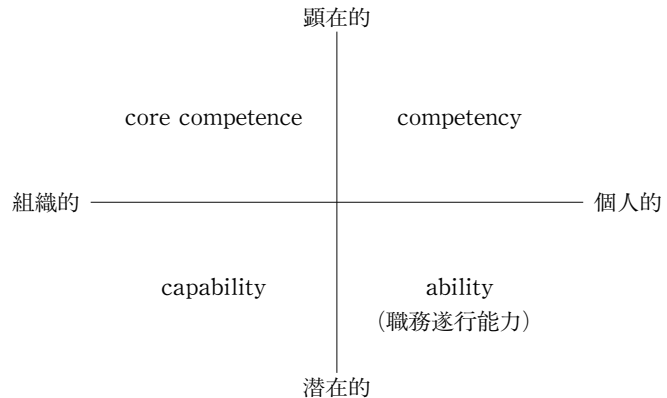 顕在的
core competence
competency
組織的
個人的
capability
ability
（職務遂行能力）
潜在的